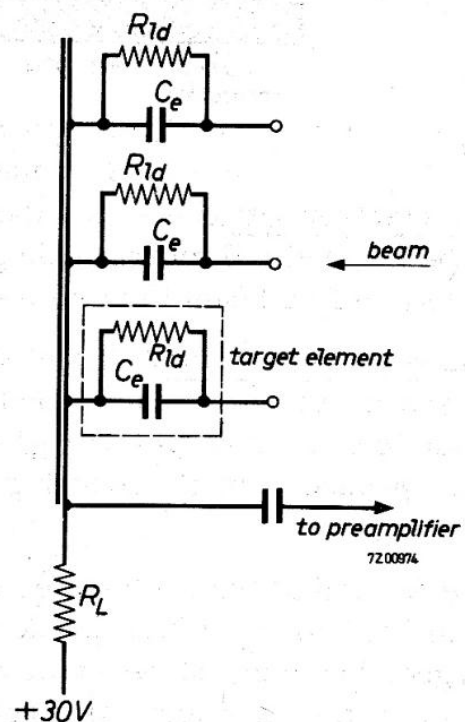 R1d
Ce
R1d
Ce
beam
R1d
Ce
target element
to preamplifier
7Z00974
RL
+30V